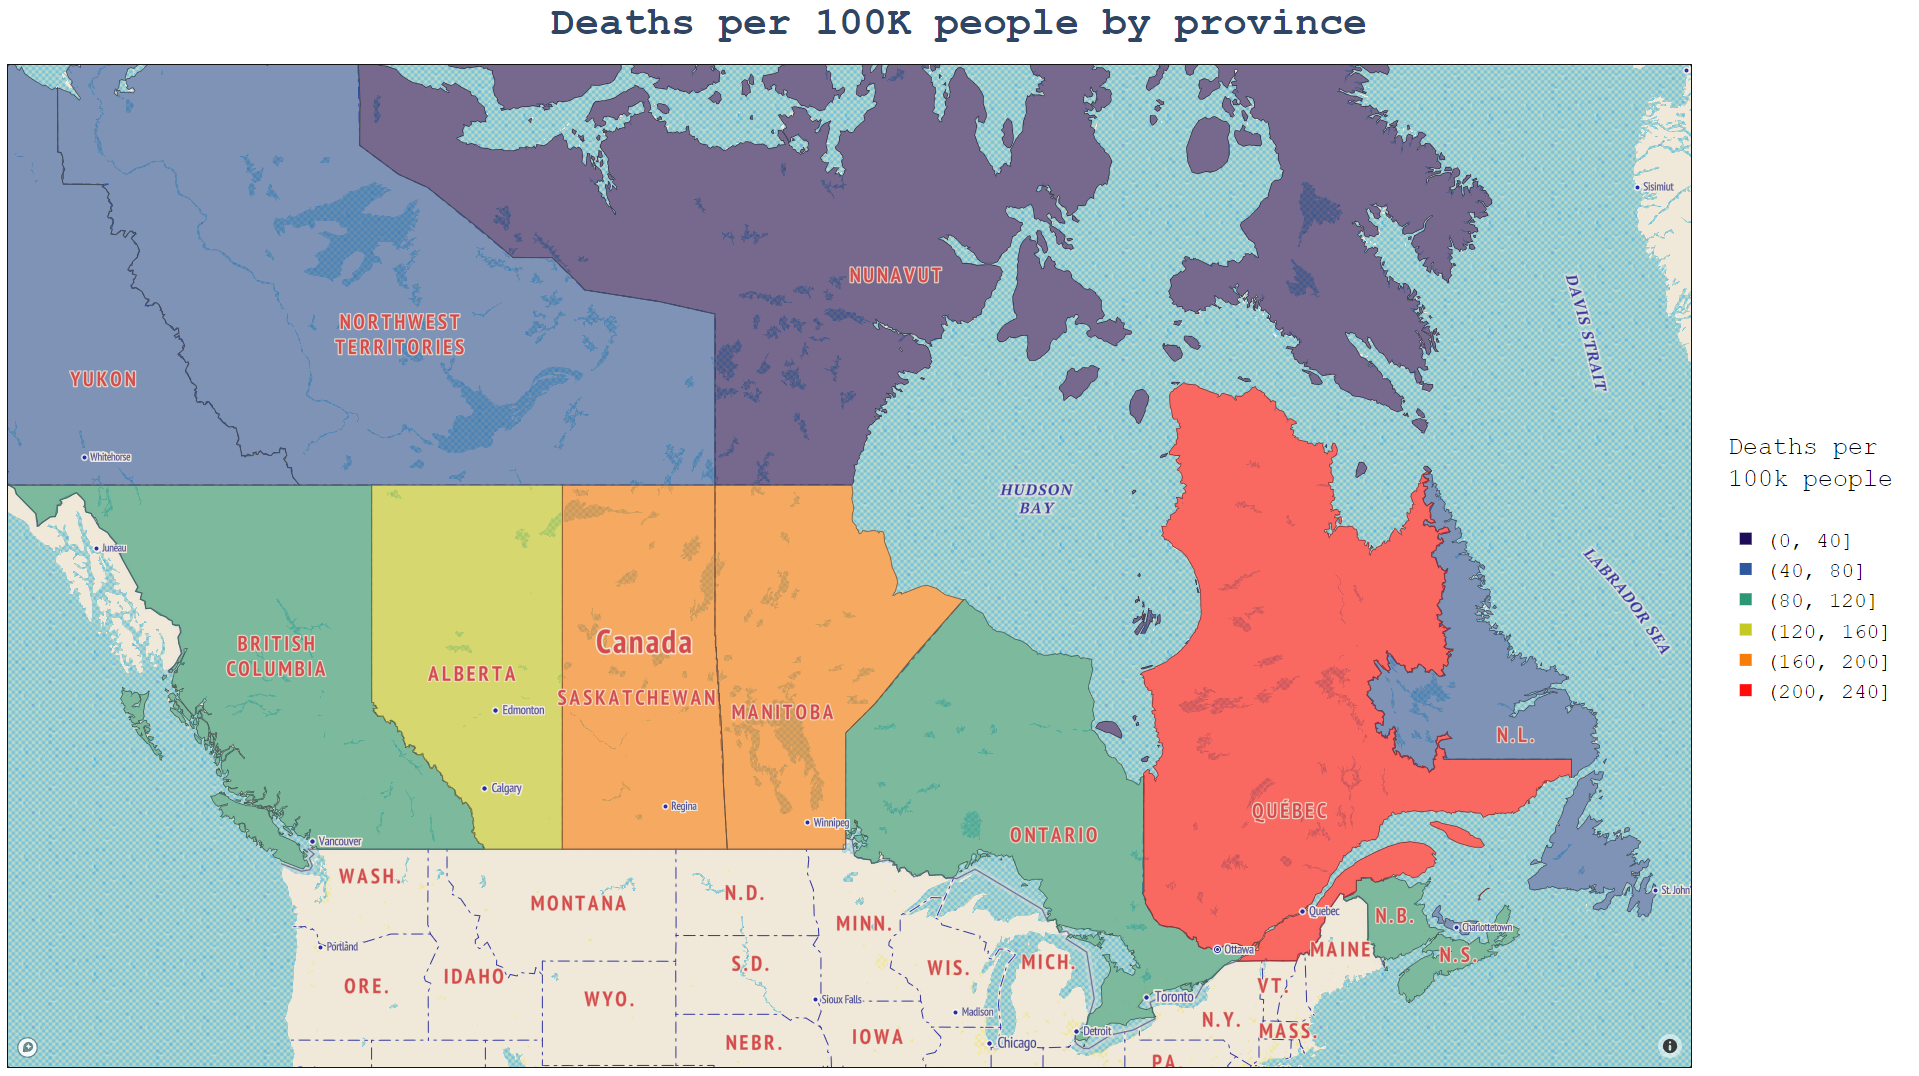 Deaths per 100K people by province
Sisimiut
NUNAVUT
DAVIS STRAIT
NORTHWEST
TERRITORIES
YUKON
Whitehorse
HUDSON
BAY
Juneau
LABRADOR SEA
BRITISH
COLUMBIA
Canada
ALBERTA
SASKATCHEWAN
Edmonton
MANITOBA
N.L.
Calgary
Regina
Winnipeg
QUÉBEC
ONTARIO
Vancouver
WASH.
MONTANA
N.D.
MINN.
St. John'
Quebec
N.B.
Charlottetown
Portland
Ottawa
MAINE
N.S.
IDAHO
S.D.
WIS.
MICH.
ORE.
WYO.
VT.
Sioux Falls
Toronto
Madison
N.Y.
MASS.
NEBR.
IOWA
Chicago
Detroit
PA.
Deaths per
100k people
(0, 40]
(40, 80]
(80, 120]
(120, 160]
(160, 200]
(200, 240]